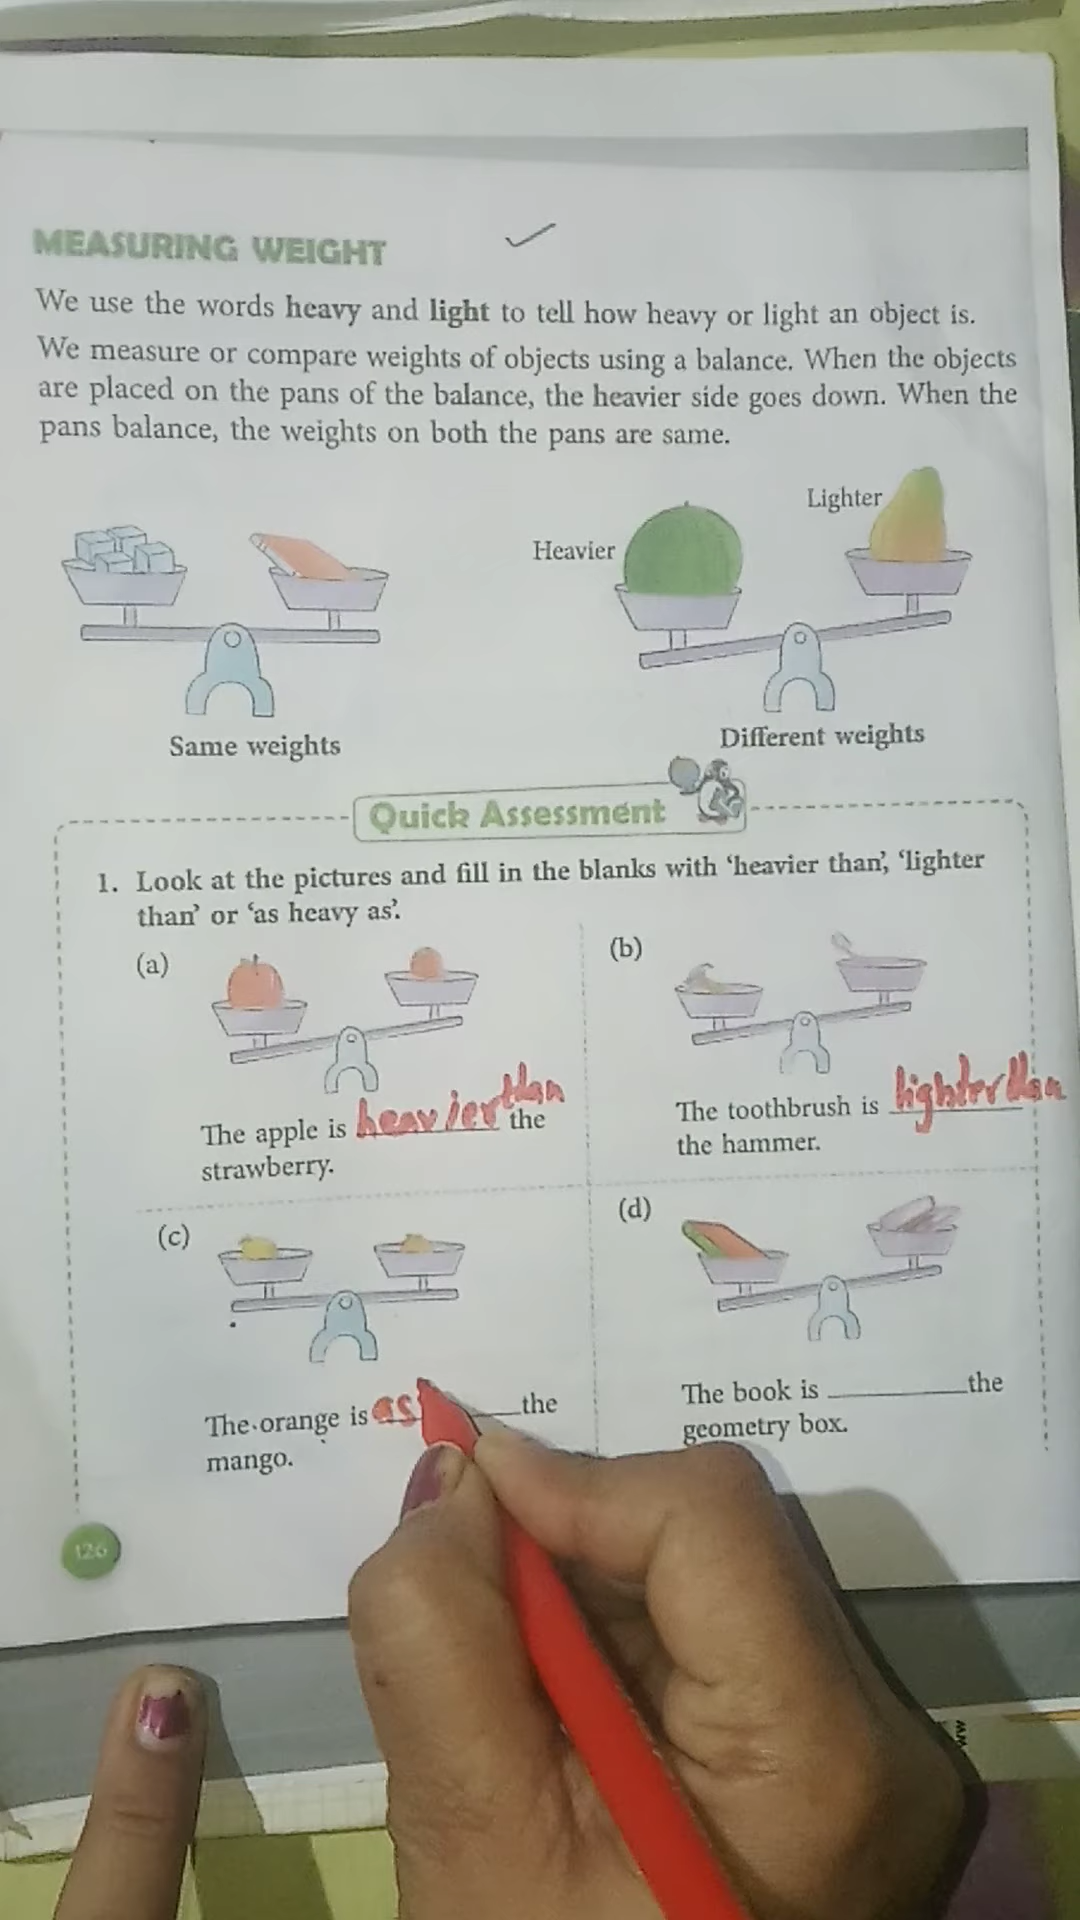 MEASURING WEIGHT
We use the words heavy and light to tell how heavy or light an object is.
We measure or compare weights of objects using a balance. When the objects
are placed on the pans of the balance, the heavier side goes down. When the
pans balance, the weights on both the pans are same.
Lighter
Heavier
Same weights
Different weights
Quick Assessment
1. Look at the pictures and fill in the blanks with ‘heavier than’, ‘lighter
than’ or ‘as heavy as’.
(a)
(b)
The apple is heavier than the
strawberry.
The toothbrush is lighter than
the hammer.
(c)
(d)
The orange is as ____ the
mango.
The book is __________ the
geometry box.
126